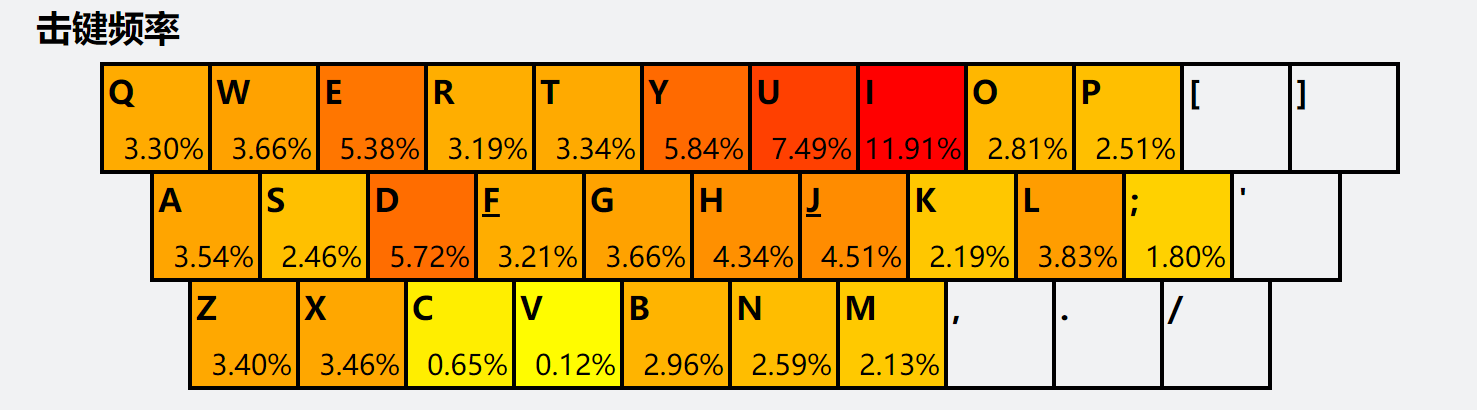 击键频率
Q W E R T Y U I O P [ ]
3.30% 3.66% 5.38% 3.19% 3.34% 5.84% 7.49% 11.91% 2.81% 2.51%
A S D F G H J K L ; '
3.54% 2.46% 5.72% 3.21% 3.66% 4.34% 4.51% 2.19% 3.83% 1.80%
Z X C V B N M , . /
3.40% 3.46% 0.65% 0.12% 2.96% 2.59% 2.13%